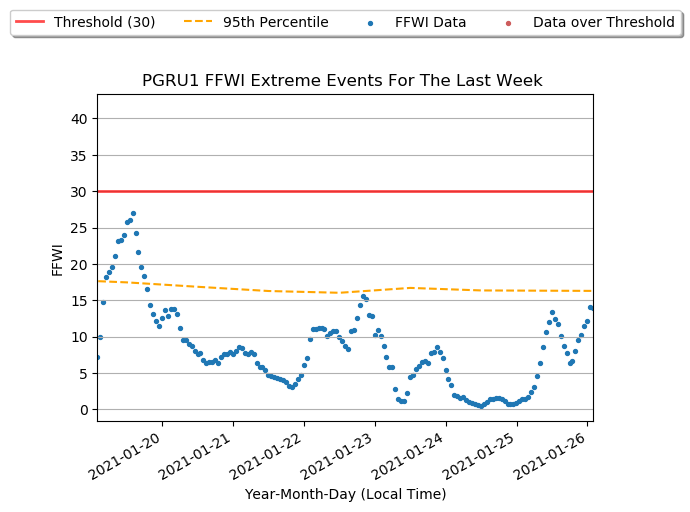 Threshold (30) 95th Percentile FFWI Data Data over Threshold
PGRU1 FFWI Extreme Events For The Last Week
40
35
30
25
20
15
10
5
0
FFWI
2021-01-20 2021-01-21 2021-01-22 2021-01-23 2021-01-24 2021-01-25 2021-01-26
Year-Month-Day (Local Time)